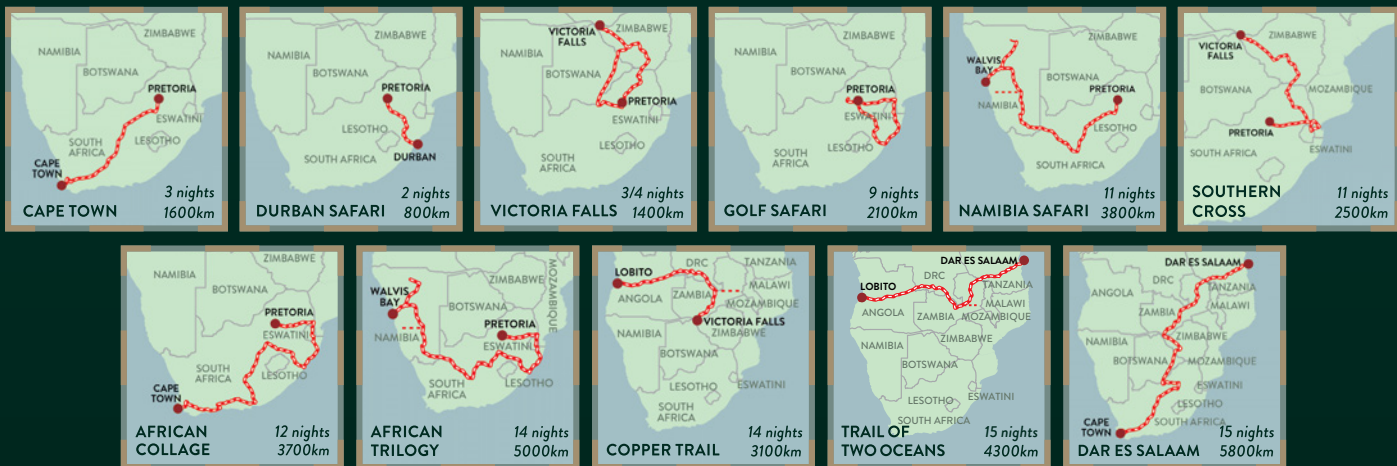 ZIMBABWE
NAMIBIA
BOTSWANA
PRETORIA
ESWATINI
LESOTHO
SOUTH
AFRICA
CAPE
TOWN
3 nights
CAPE TOWN 1600km
ZIMBABWE
NAMIBIA
BOTSWANA
PRETORIA
LESOTHO
DURBAN
SOUTH AFRICA
2 nights
DURBAN SAFARI 800km
VICTORIA
FALLS
ZIMBABWE
NAMIBIA
BOTSWANA
PRETORIA
ESWATINI
LESOTHO
SOUTH
AFRICA
3/4 nights
VICTORIA FALLS 1400km
ZIMBABWE
NAMIBIA
BOTSWANA
PRETORIA
ESWATINI
LESOTHO
SOUTH
AFRICA
9 nights
GOLF SAFARI 2100km
ZIMBABWE
WALVIS
BAY
BOTSWANA
NAMIBIA
PRETORIA
LESOTHO
SOUTH AFRICA
11 nights
NAMIBIA SAFARI 3800km
VICTORIA
FALLS
ZIMBABWE
BOTSWANA
MOZAMBIQUE
PRETORIA
ESWATINI
SOUTHERN 11 nights
CROSS 2500km
ZIMBABWE
NAMIBIA
BOTSWANA
PRETORIA
ESWATINI
SOUTH
AFRICA
LESOTHO
CAPE
TOWN
AFRICAN 12 nights
COLLAGE 3700km
MOZAMBIQUE
ZIMBABWE
WALVIS
BAY
BOTSWANA
NAMIBIA
PRETORIA
ESWATINI
SOUTH
AFRICA
LESOTHO
AFRICAN 14 nights
TRILOGY 5000km
LOBITO
DRC
TANZANIA
ANGOLA
ZAMBIA
MALAWI
MOZAMBIQUE
VICTORIA FALLS
NAMIBIA
ZIMBABWE
BOTSWANA
LESOTHO
ESWATINI
SOUTH
AFRICA
14 nights
COPPER TRAIL 3100km
DAR ES SALAAM
DRC
LOBITO
TANZANIA
ANGOLA
ZAMBIA
MALAWI
MOZAMBIQUE
NAMIBIA
ZIMBABWE
BOTSWANA
LESOTHO
ESWATINI
SOUTH AFRICA
TRAIL OF 15 nights
TWO OCEANS 4300km
DAR ES SALAAM
DRC
ANGOLA
TANZANIA
ZAMBIA
MALAWI
NAMIBIA
ZIMBABWE
BOTSWANA
MOZAMBIQUE
ESWATINI
LESOTHO
SOUTH AFRICA
CAPE
TOWN
15 nights
DAR ES SALAAM 5800km